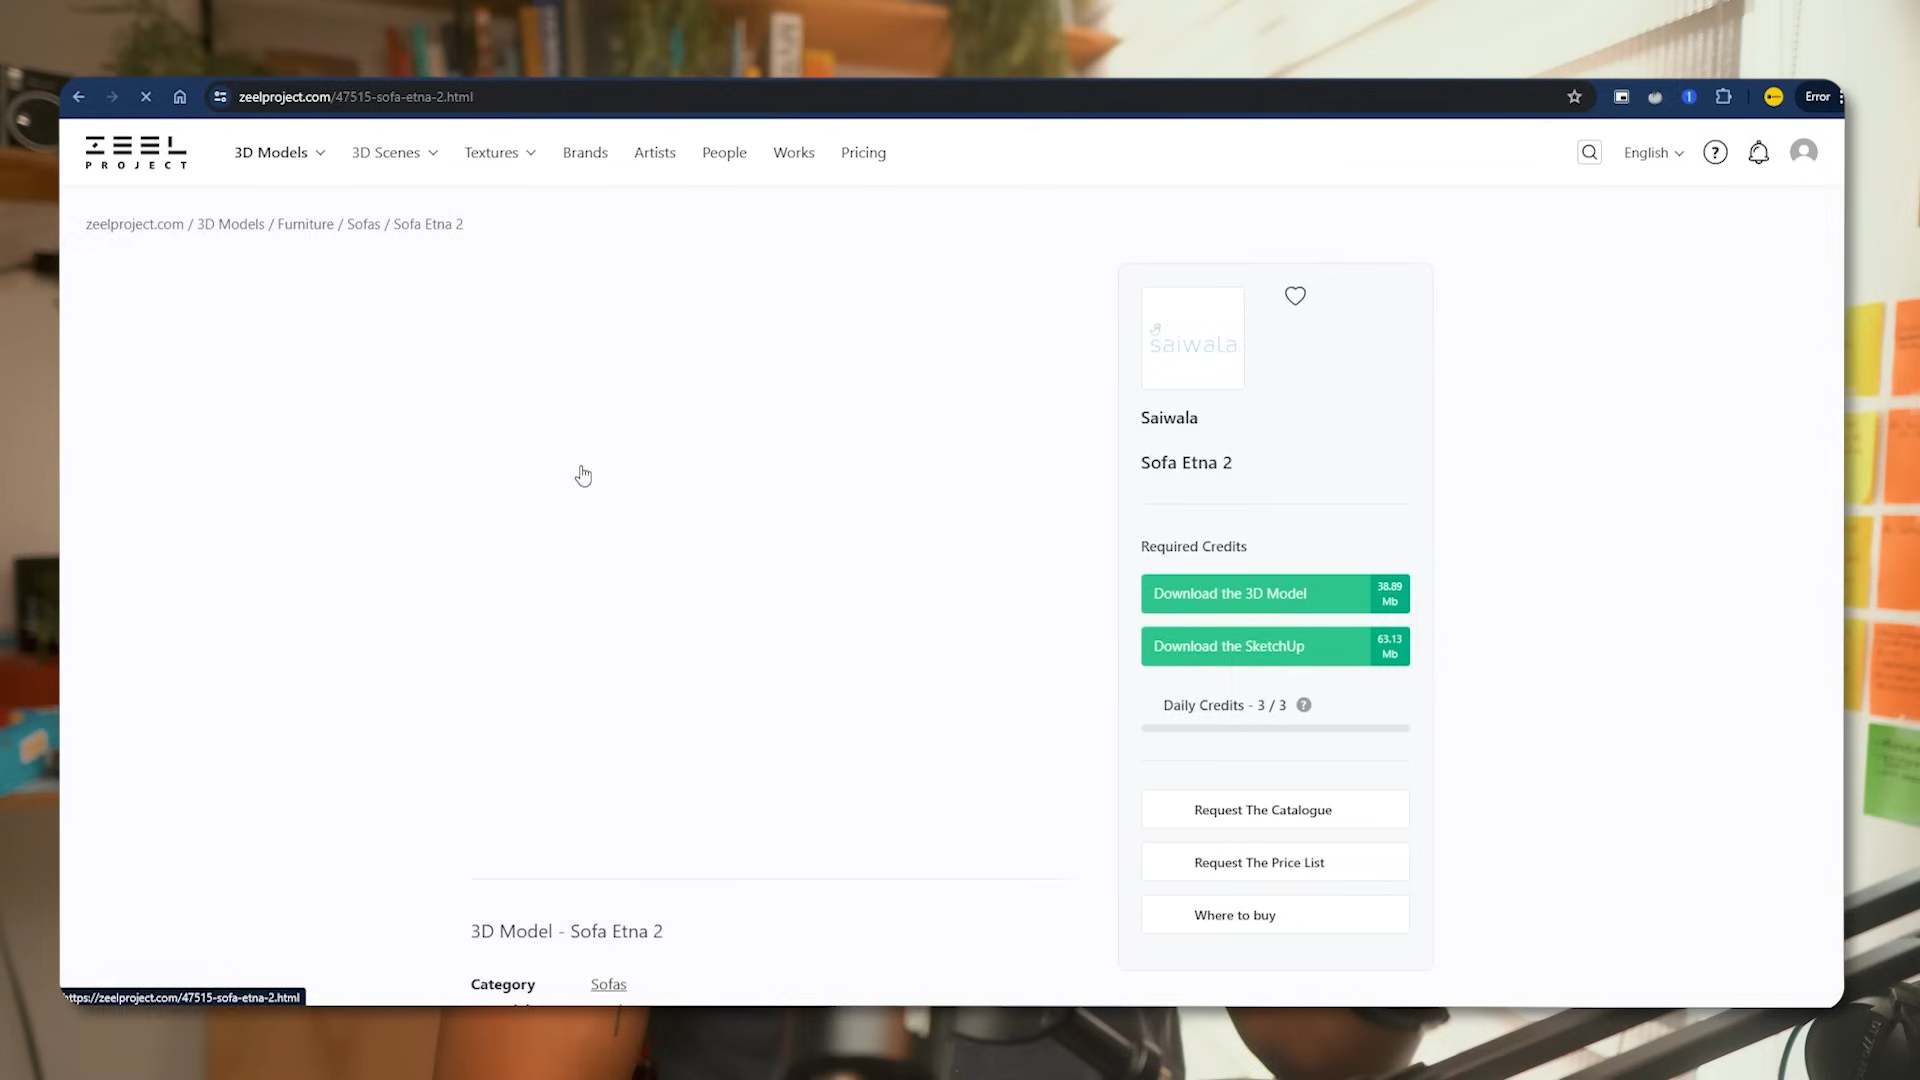 zeelproject.com/47515-sofa-etna-2.html
Error
ZEEL
PROJECT
3D Models
3D Scenes
Textures
Brands
Artists
People
Works
Pricing
English
zeelproject.com / 3D Models / Furniture / Sofas / Sofa Etna 2
saiwala
Saiwala
Sofa Etna 2
Required Credits
Download the 3D Model
38.89
Mb
Download the SketchUp
63.13
Mb
Daily Credits - 3 / 3
Request The Catalogue
Request The Price List
Where to buy
3D Model - Sofa Etna 2
Category
Sofas
https://zeelproject.com/47515-sofa-etna-2.html